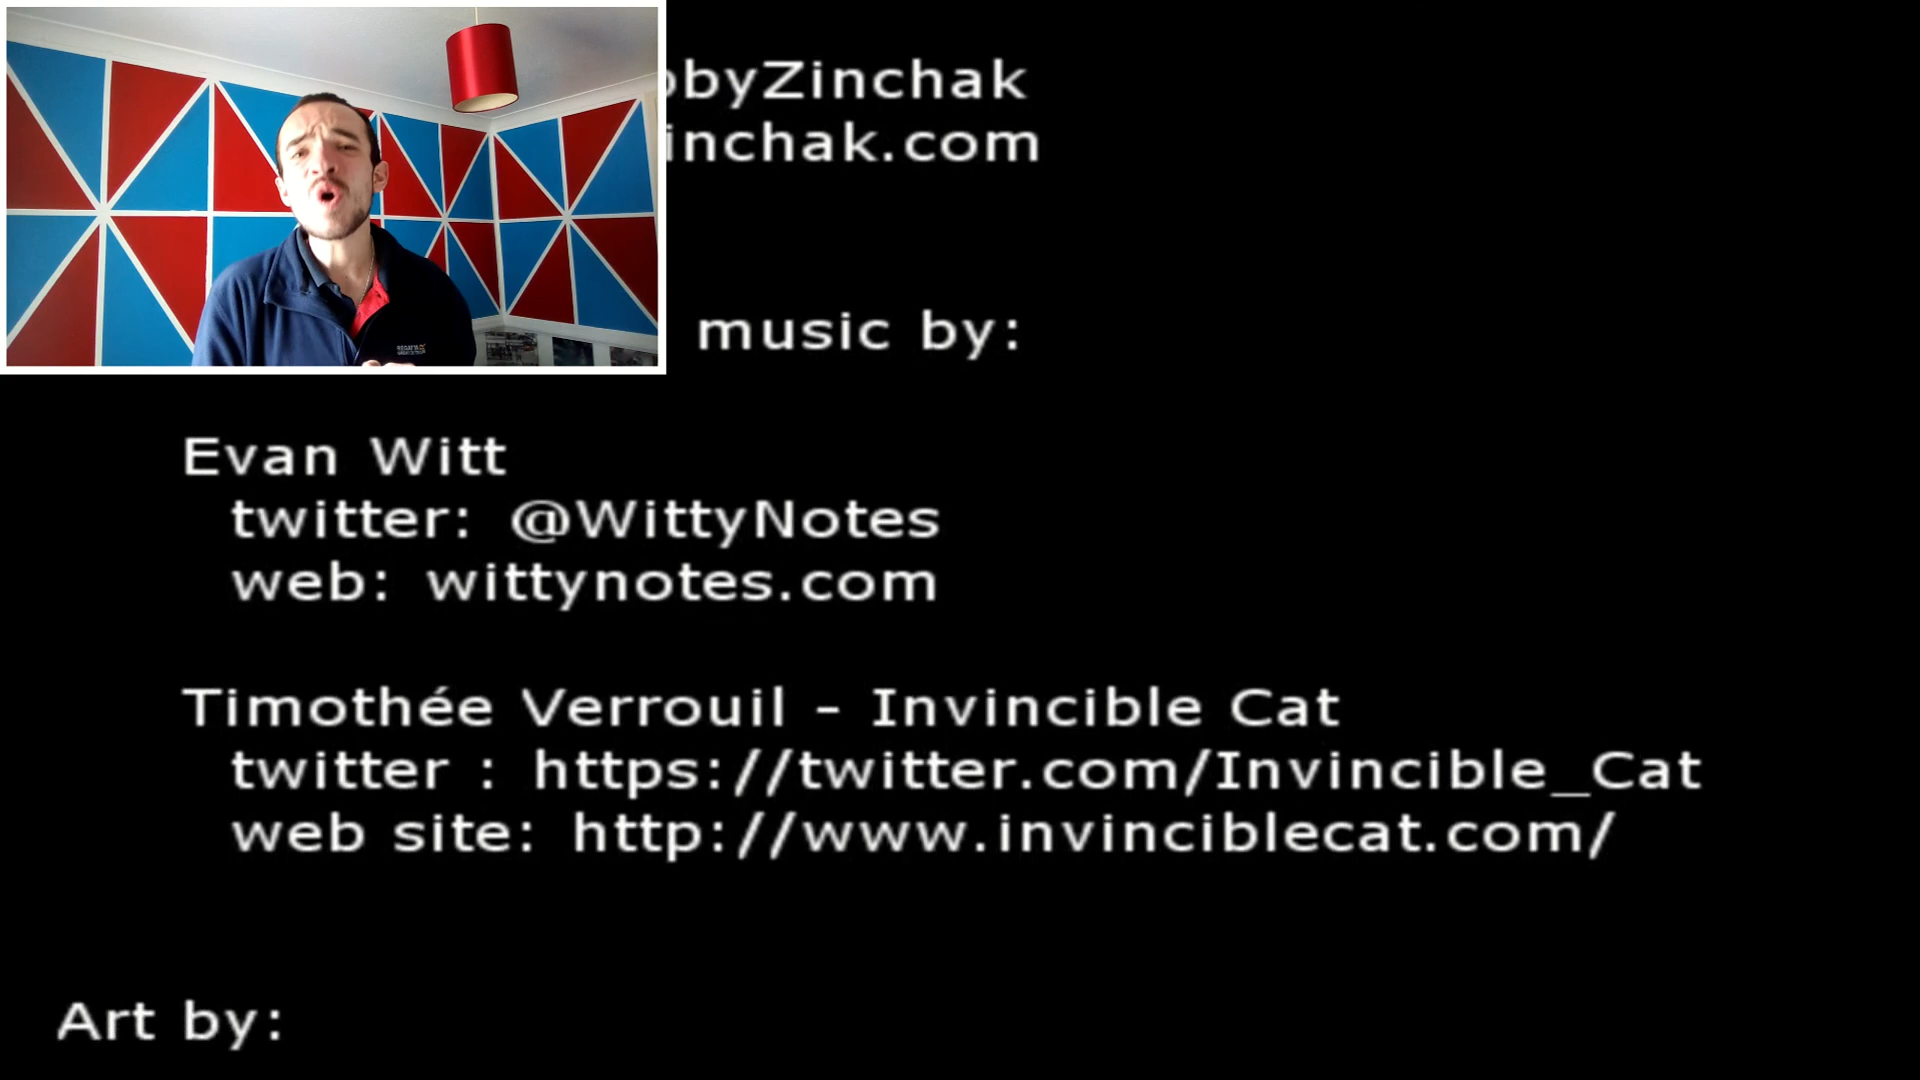 obbyZinchak
inchak.com
music by:
Evan Witt
twitter: @WittyNotes
web: wittynotes.com
Timothée Verrouil - Invincible Cat
twitter : https://twitter.com/Invincible_Cat
web site: http://www.invinciblecat.com/
Art by: